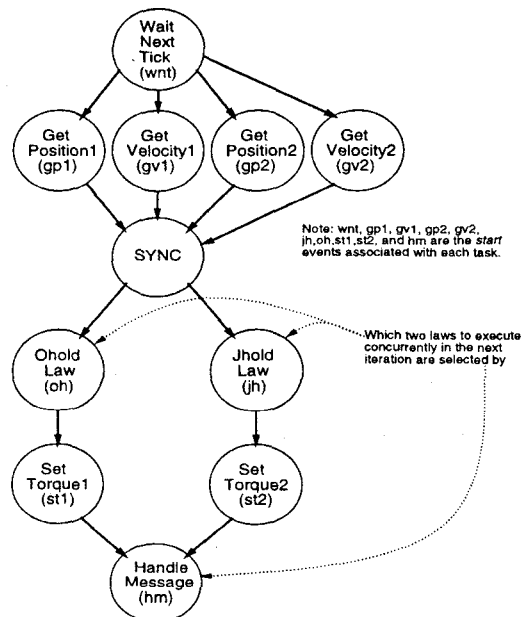 Wait
Next
Tick
(wnt)
Get
Position1
(gp1)
Get
Velocity1
(gv1)
Get
Position2
(gp2)
Get
Velocity2
(gv2)
SYNC
Note: wnt, gp1, gv1, gp2, gv2,
jh,oh,st1,st2, and hm are the start
events associated with each task.
Ohold
Law
(oh)
Jhold
Law
(jh)
Which two laws to execute
concurrently in the next
iteration are selected by
Set
Torque1
(st1)
Set
Torque2
(st2)
Handle
Message
(hm)